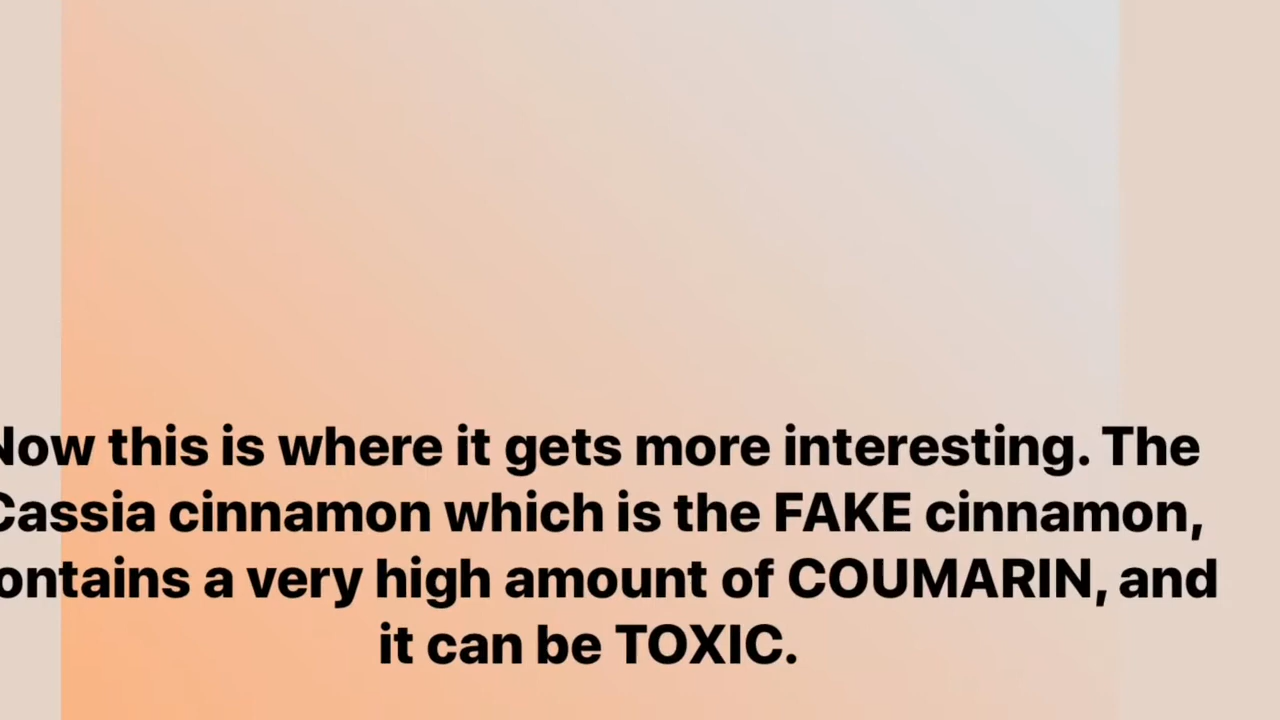 Now this is where it gets more interesting. The
Cassia cinnamon which is the FAKE cinnamon,
ontains a very high amount of COUMARIN, and
it can be TOXIC.